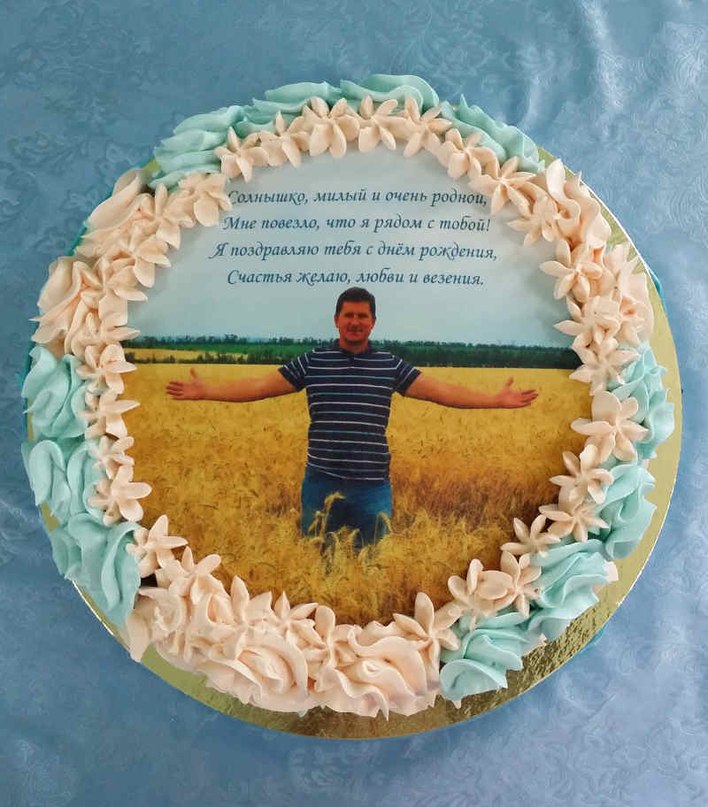 Солнышко, милый и очень родной,
Мне повезло, что я рядом с тобой!
Я поздравляю тебя с днём рождения,
Счастья желаю, любви и везения.